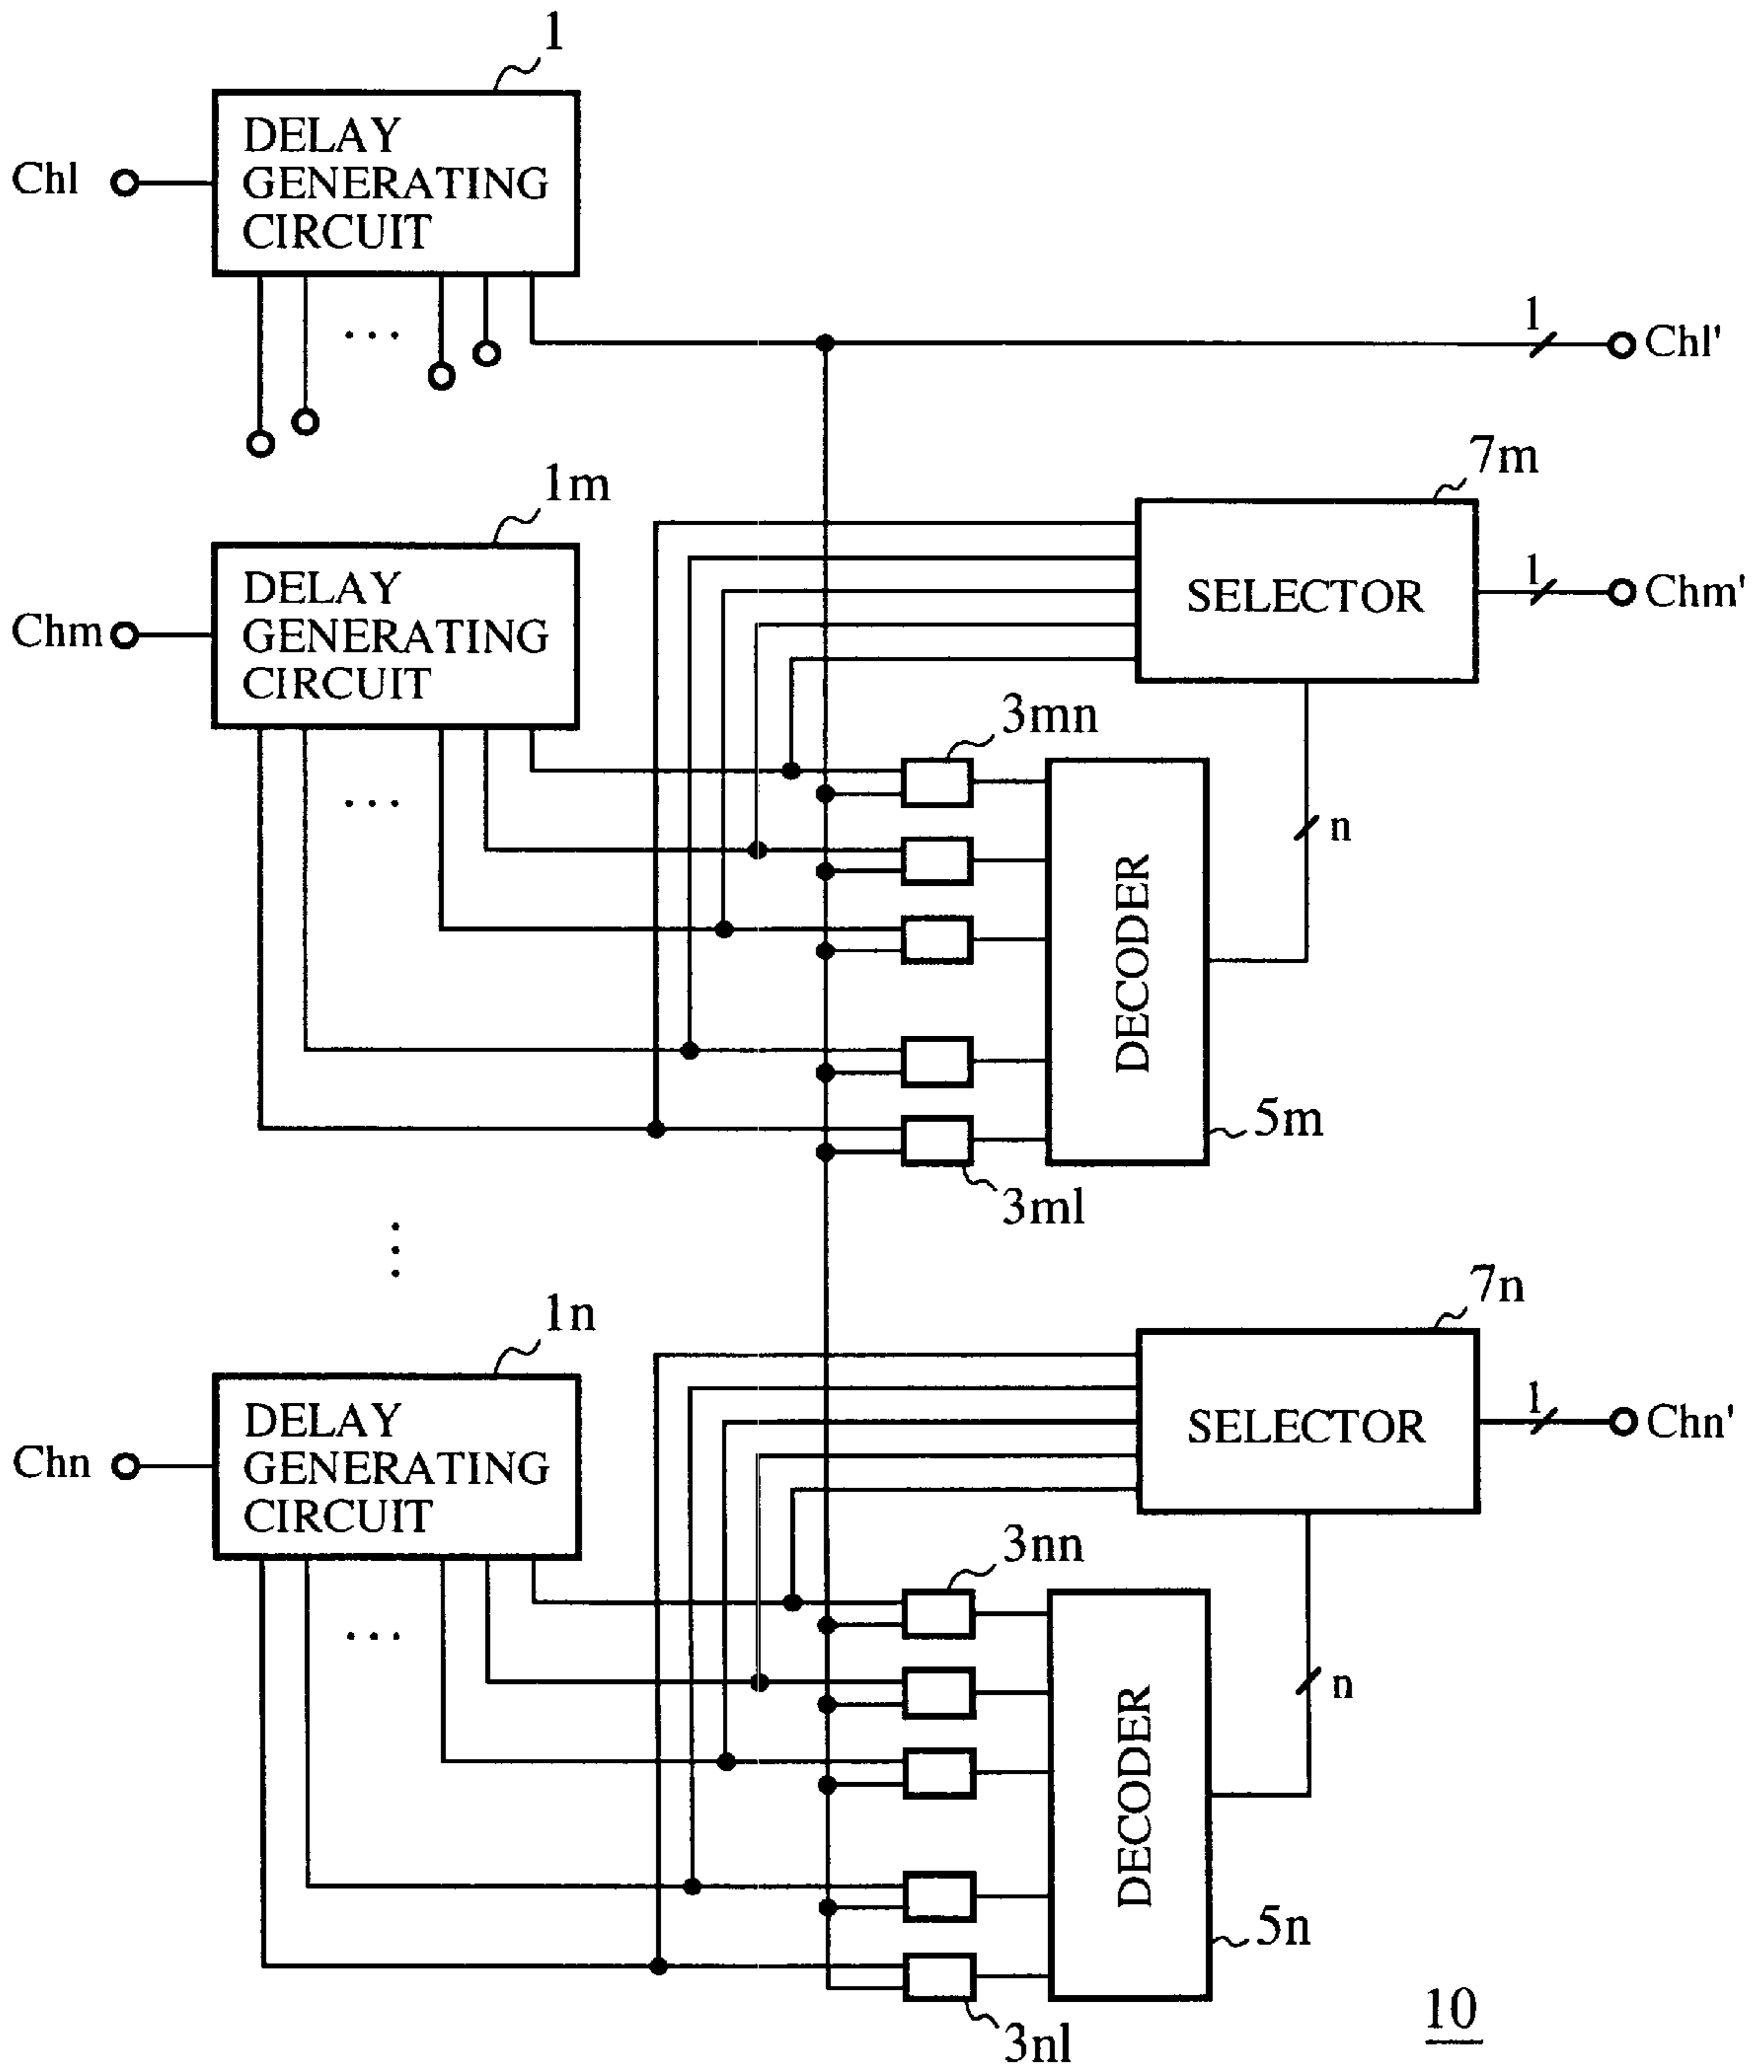 1
DELAY
GENERATING
CIRCUIT
Chl
...
1
Chl'
7m
1m
SELECTOR
1
Chm'
DELAY
GENERATING
CIRCUIT
Chm
3mn
...
n
DECODER
5m
3ml
7n
1n
SELECTOR
1
Chn'
DELAY
GENERATING
CIRCUIT
Chn
3nn
...
n
DECODER
5n
3nl
10